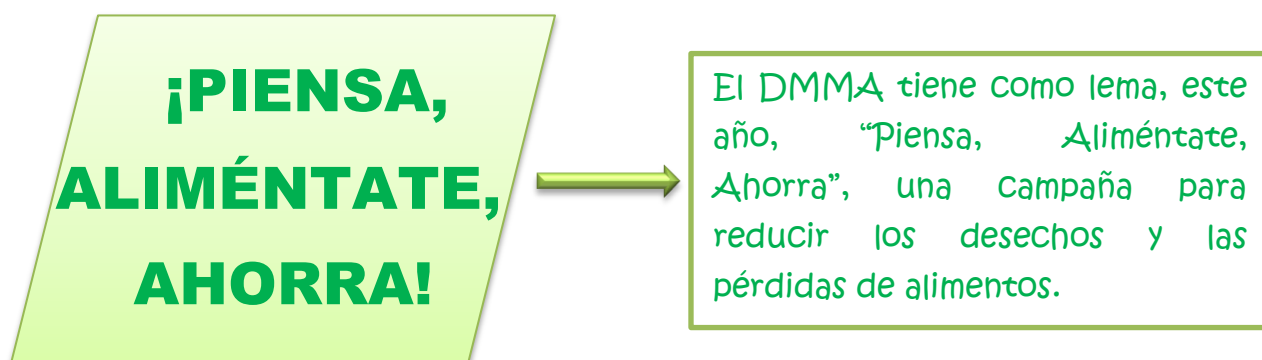 ¡PIENSA,
ALIMÉNTATE,
AHORRA!
El DMMA tiene como lema, este
año, “Piensa, Aliméntate,
Ahorra”, una campaña para
reducir los desechos y las
pérdidas de alimentos.